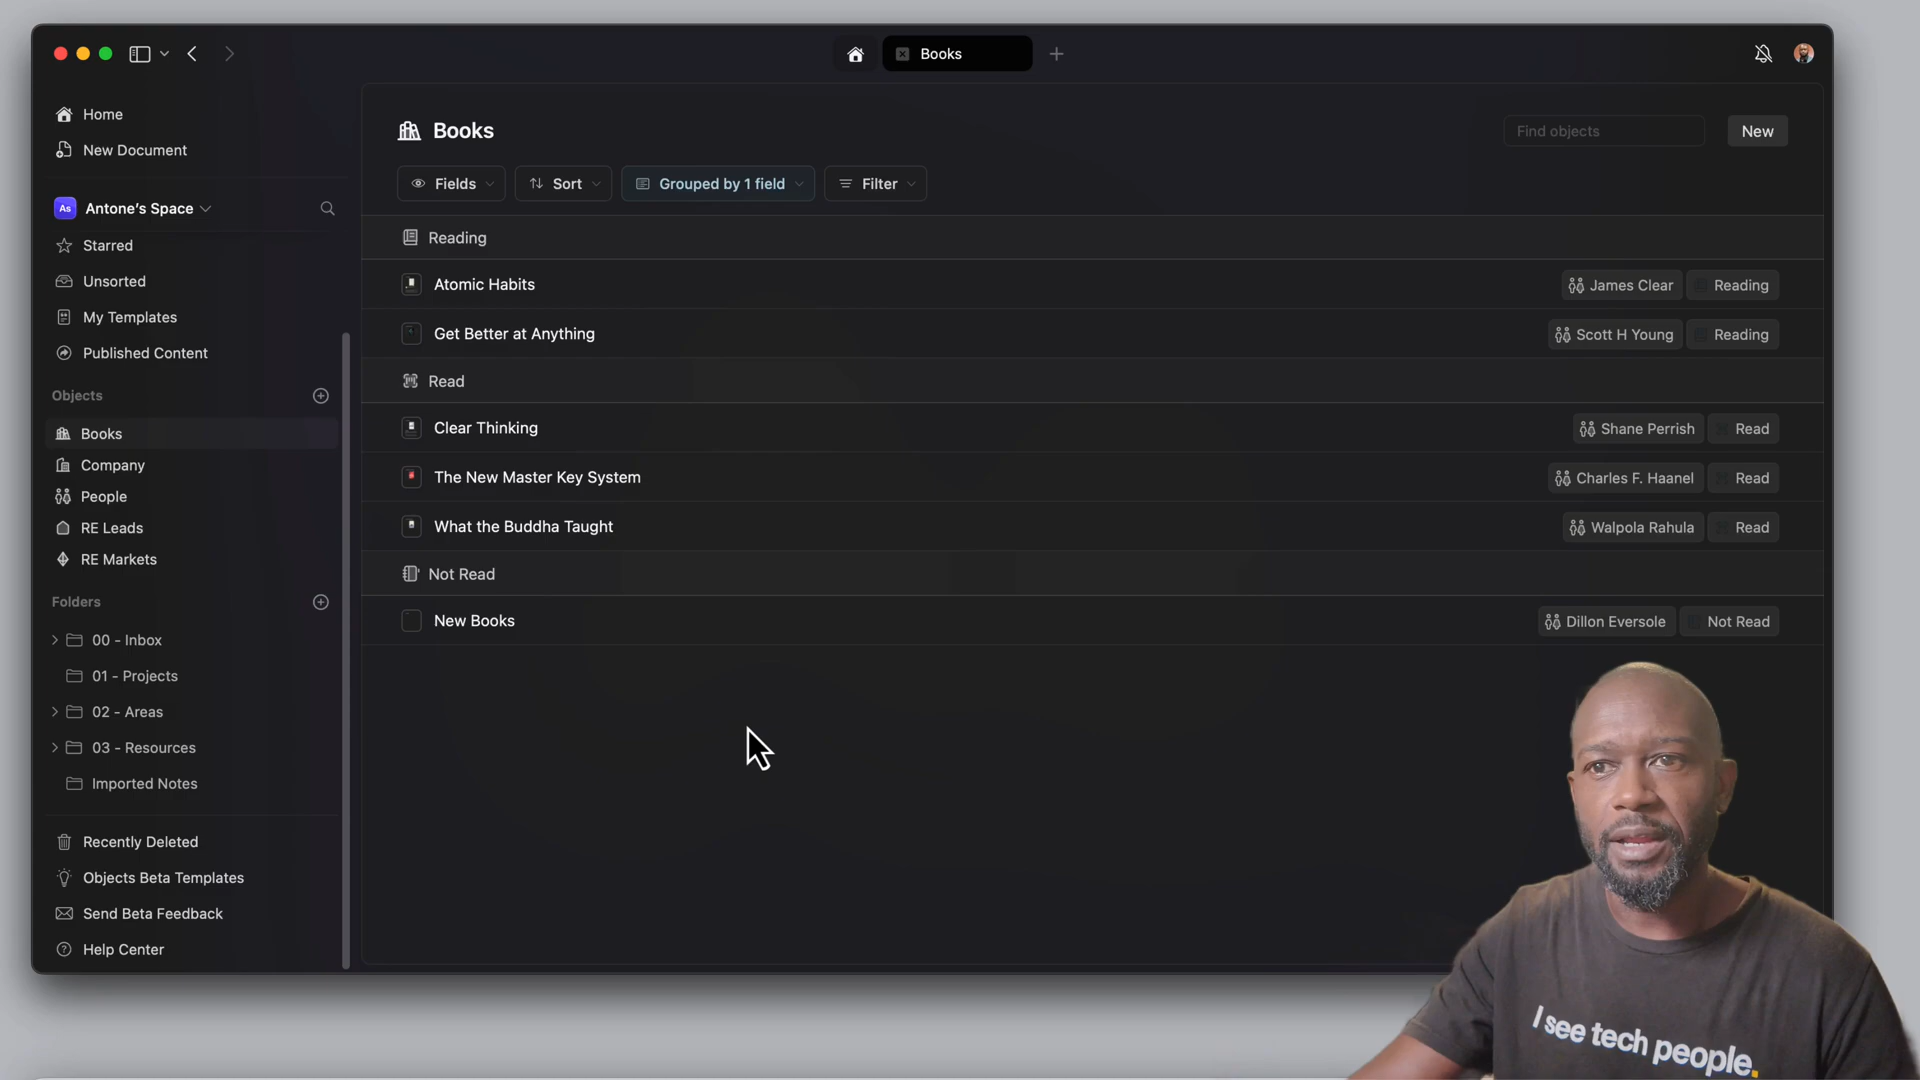 Books
Home
New Document
As Antone's Space
Starred
Unsorted
My Templates
Published Content
Objects
Books
Company
People
RE Leads
RE Markets
Folders
00 - Inbox
01 - Projects
02 - Areas
03 - Resources
Imported Notes
Recently Deleted
Objects Beta Templates
Send Beta Feedback
Help Center
Books
Find objects
New
Fields
Sort
Grouped by 1 field
Filter
Reading
Atomic Habits James Clear Reading
Get Better at Anything Scott H Young Reading
Read
Clear Thinking Shane Perrish Read
The New Master Key System Charles F. Haanel Read
What the Buddha Taught Walpola Rahula Read
Not Read
New Books Dillon Eversole Not Read
I see tech people.